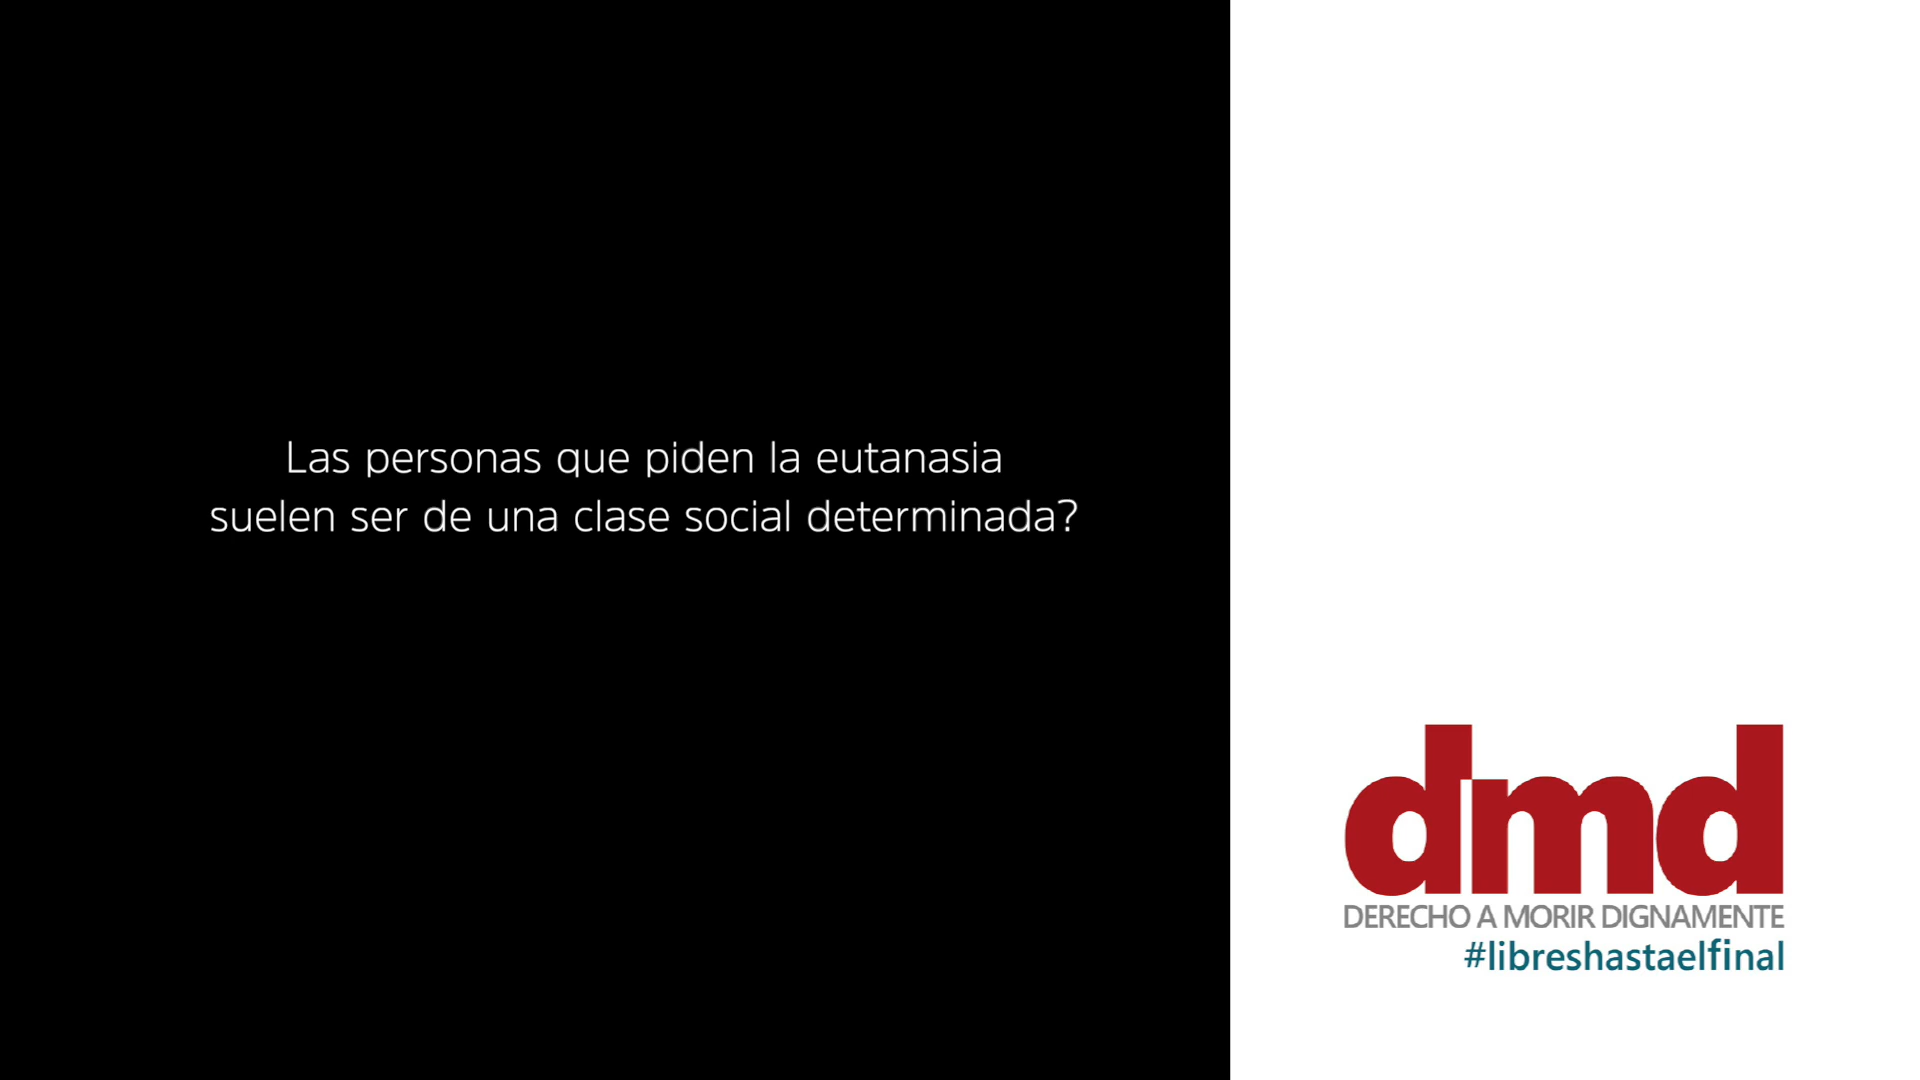 Las personas que piden la eutanasia
suelen ser de una clase social determinada?
dmd
DERECHO A MORIR DIGNAMENTE
#libreshastaelfinal